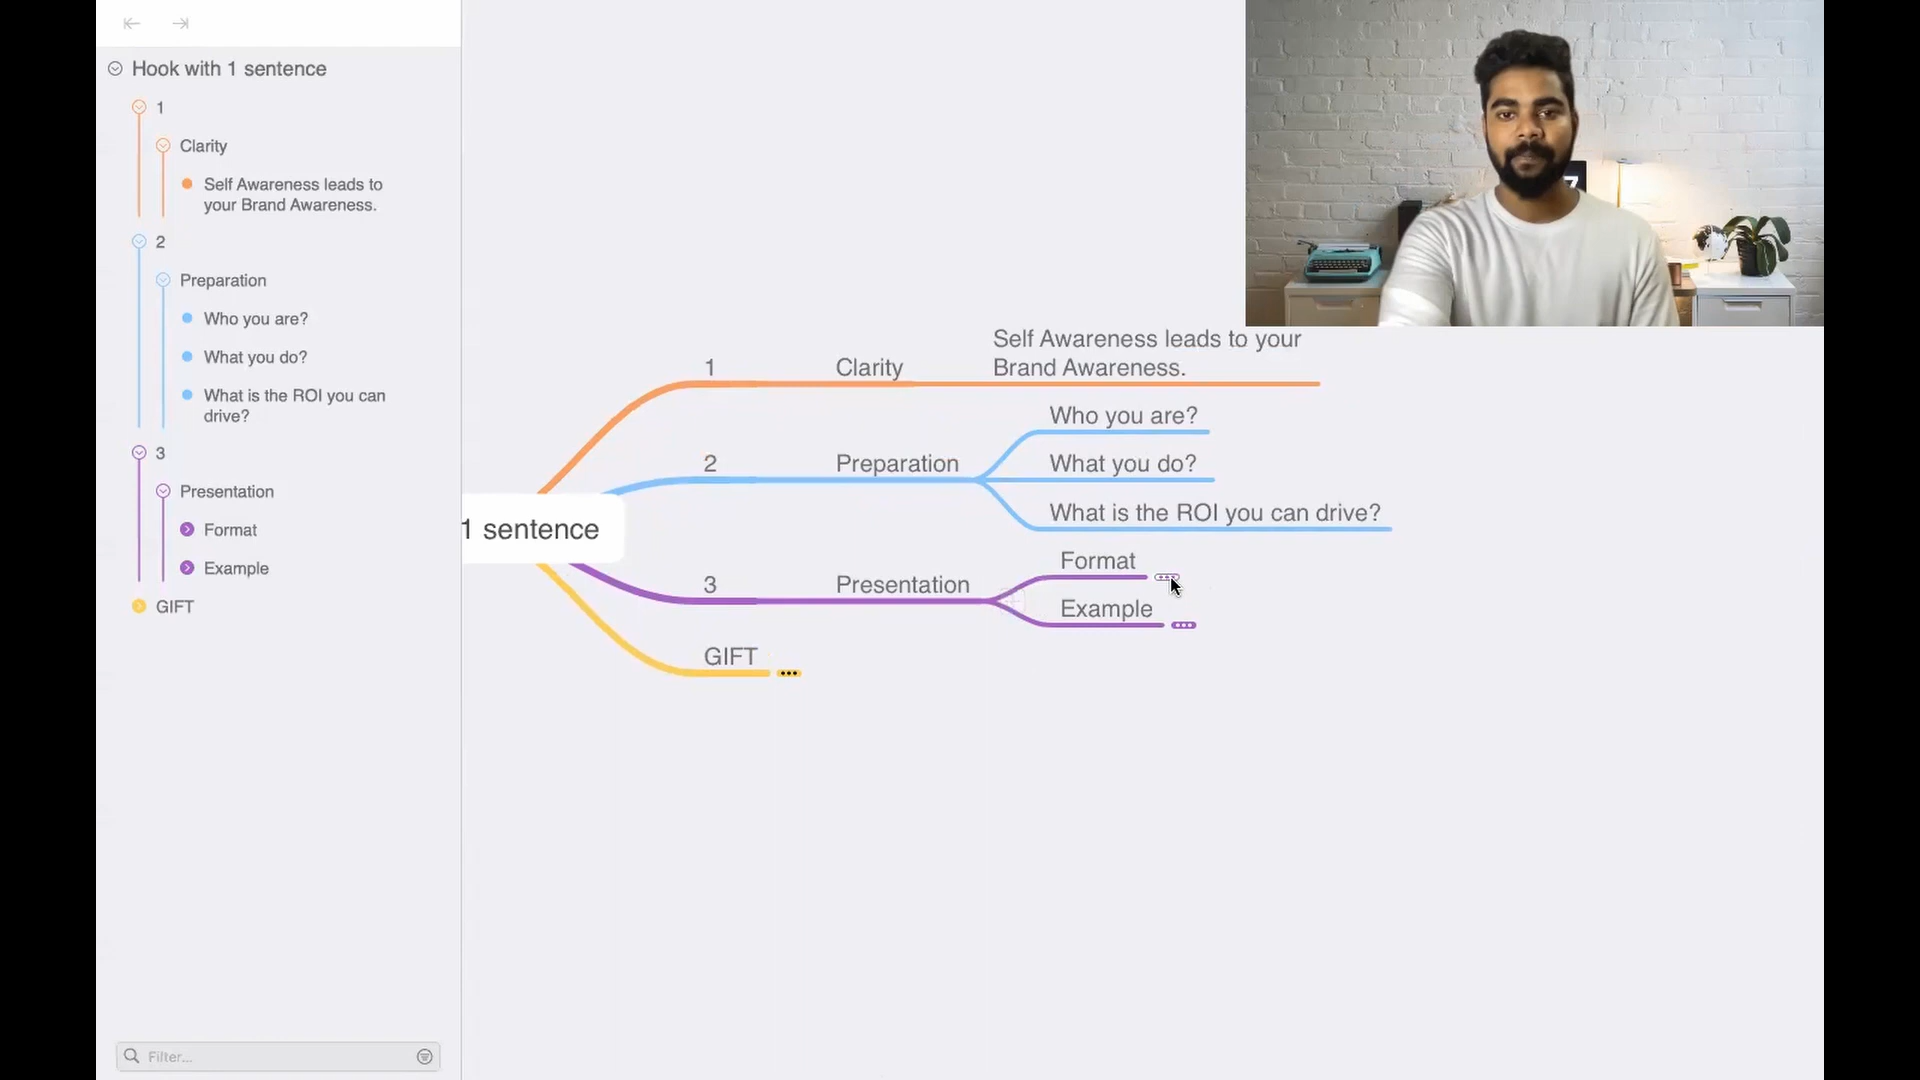 Hook with 1 sentence
1
Clarity
Self Awareness leads to
your Brand Awareness.
2
Preparation
Who you are?
What you do?
What is the ROI you can
drive?
3
Presentation
Format
Example
GIFT
Filter...
1 sentence
1
Clarity
Self Awareness leads to your
Brand Awareness.
2
Preparation
Who you are?
What you do?
What is the ROI you can drive?
3
Presentation
Format
Example
GIFT
7